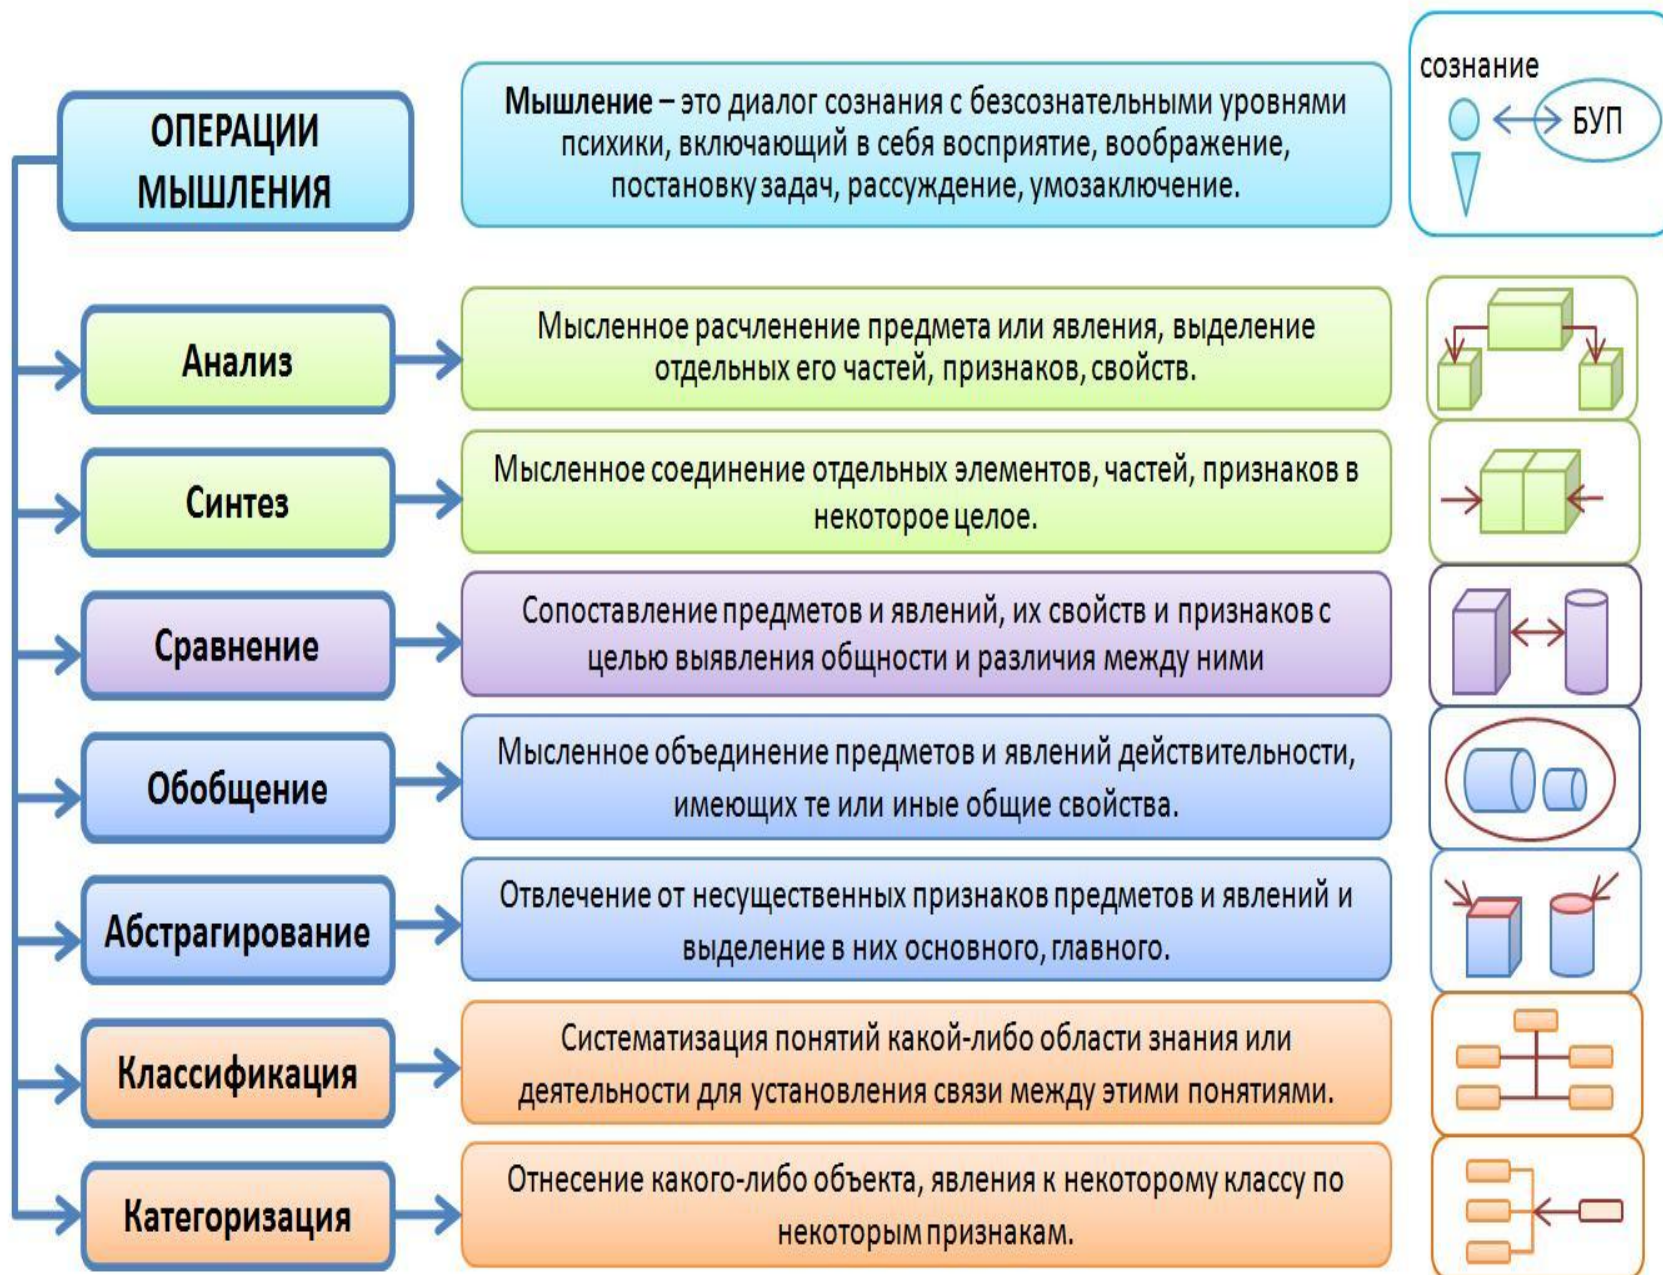 ОПЕРАЦИИ
МЫШЛЕНИЯ
Мышление – это диалог сознания с безсознательными уровнями
психики, включающий в себя восприятие, воображение,
постановку задач, рассуждение, умозаключение.
сознание
БУП
Анализ
Мысленное расчленение предмета или явления, выделение
отдельных его частей, признаков, свойств.
Синтез
Мысленное соединение отдельных элементов, частей, признаков в
некоторое целое.
Сравнение
Сопоставление предметов и явлений, их свойств и признаков с
целью выявления общности и различия между ними
Обобщение
Мысленное объединение предметов и явлений действительности,
имеющих те или иные общие свойства.
Абстрагирование
Отвлечение от несущественных признаков предметов и явлений и
выделение в них основного, главного.
Классификация
Систематизация понятий какой-либо области знания или
деятельности для установления связи между этими понятиями.
Категоризация
Отнесение какого-либо объекта, явления к некоторому классу по
некоторым признакам.